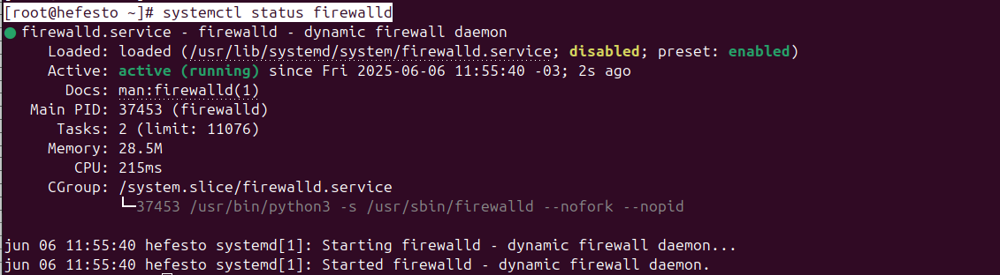 [root@hefesto ~]# systemctl status firewalld
● firewalld.service - firewalld - dynamic firewall daemon
Loaded: loaded (/usr/lib/systemd/system/firewalld.service; disabled; preset: enabled)
Active: active (running) since Fri 2025-06-06 11:55:40 -03; 2s ago
Docs: man:firewalld(1)
Main PID: 37453 (firewalld)
Tasks: 2 (limit: 11076)
Memory: 28.5M
CPU: 215ms
CGroup: /system.slice/firewalld.service
└─37453 /usr/bin/python3 -s /usr/sbin/firewalld --nofork --nopid
jun 06 11:55:40 hefesto systemd[1]: Starting firewalld - dynamic firewall daemon...
jun 06 11:55:40 hefesto systemd[1]: Started firewalld - dynamic firewall daemon.